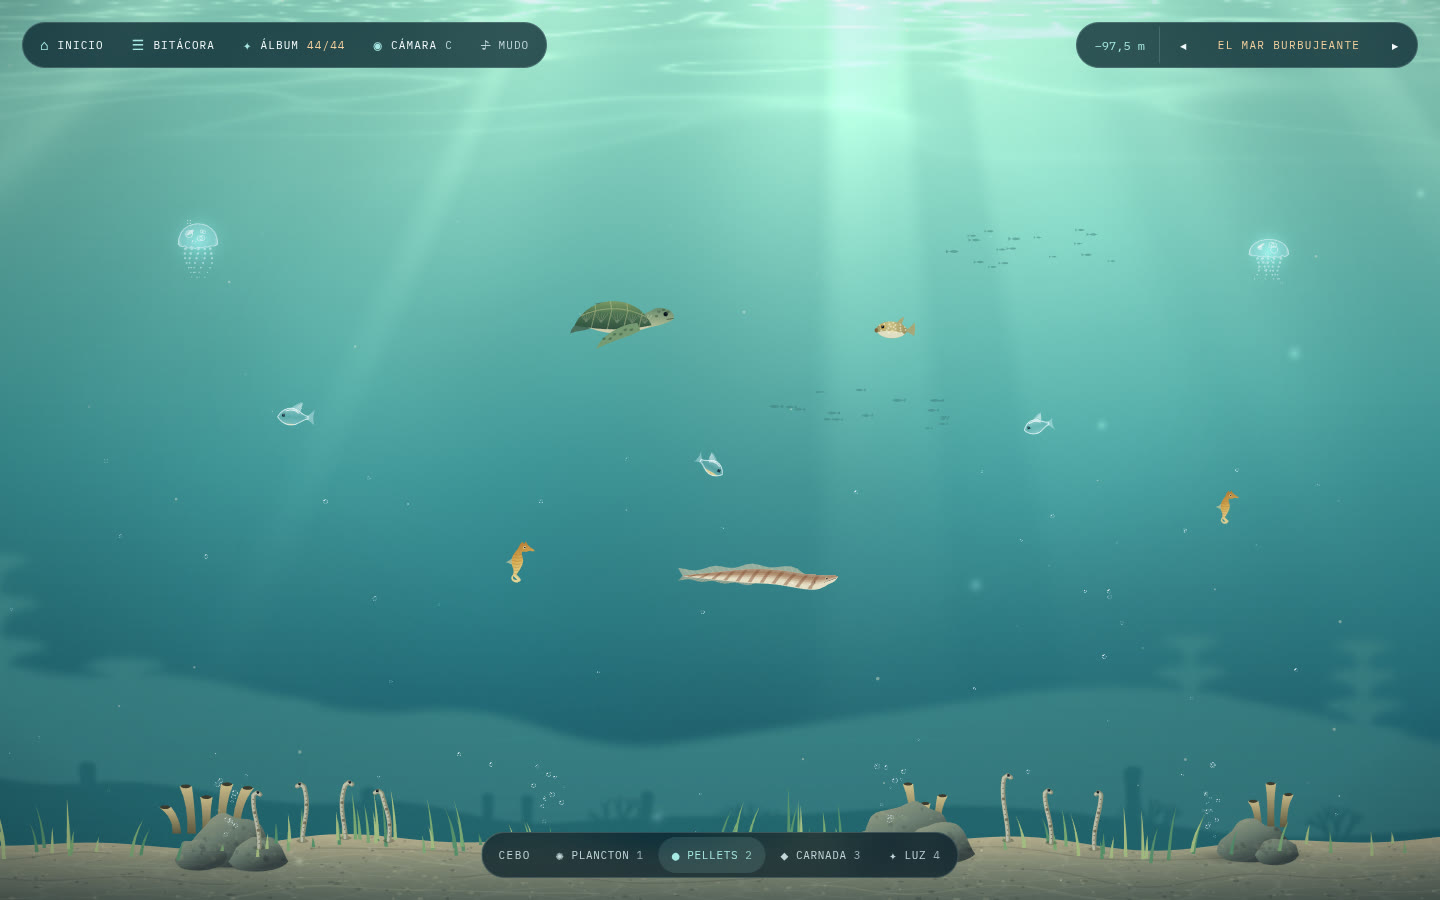 INICIO BITÁCORA ÁLBUM 44/44 CÁMARA C MUDO
−97,5 m EL MAR BURBUJEANTE
CEBO PLANCTON 1 PELLETS 2 CARNADA 3 LUZ 4